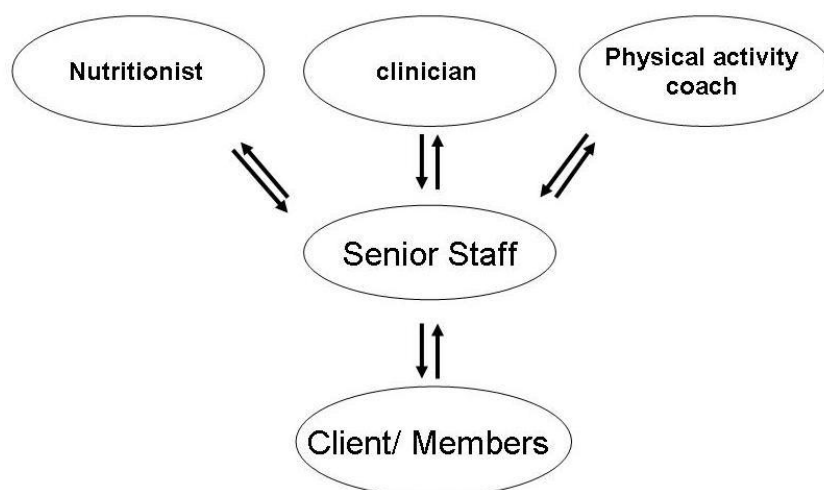 Nutritionist
clinician
Physical activity
coach
Senior Staff
Client/ Members